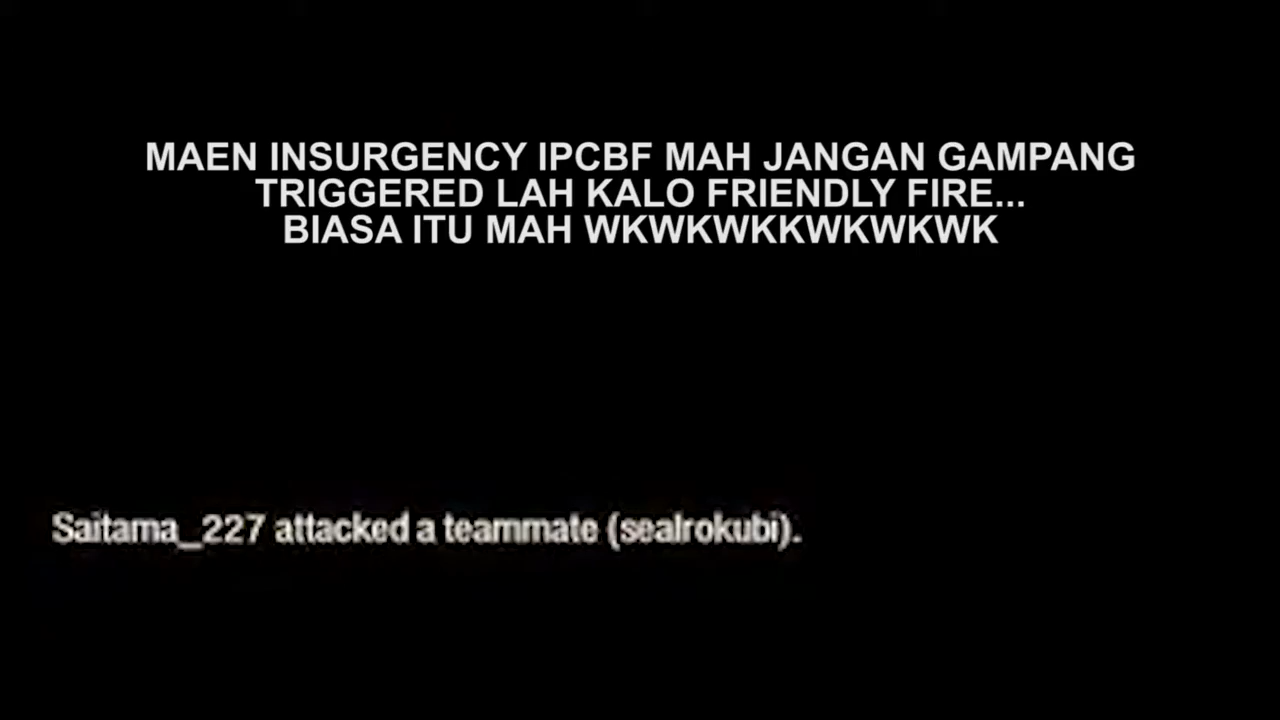 MAEN INSURGENCY IPCBF MAH JANGAN GAMPANG
TRIGGERED LAH KALO FRIENDLY FIRE...
BIASA ITU MAH WKWKWKKWKWKWK
Saitama_227 attacked a teammate (sealrokubi).